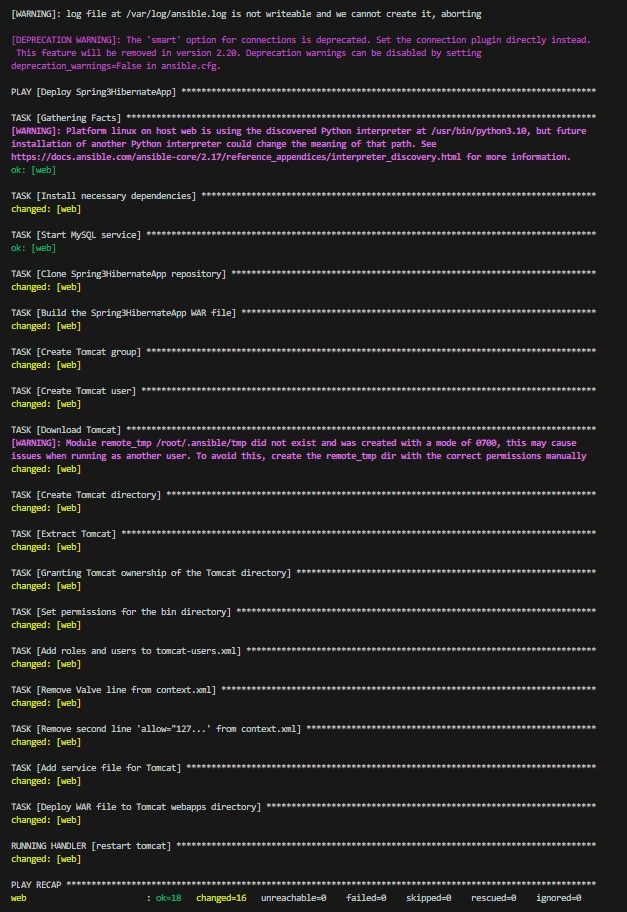 [WARNING]: log file at /var/log/ansible.log is not writeable and we cannot create it, aborting
[DEPRECATION WARNING]: The 'smart' option for connections is deprecated. Set the connection plugin directly instead.
This feature will be removed in version 2.20. Deprecation warnings can be disabled by setting
deprecation_warnings=False in ansible.cfg.
PLAY [Deploy Spring3HibernateApp] ***********************************************************************************
TASK [Gathering Facts] **********************************************************************************************
[WARNING]: Platform linux on host web is using the discovered Python interpreter at /usr/bin/python3.10, but future
installation of another Python interpreter could change the meaning of that path. See
https://docs.ansible.com/ansible-core/2.17/reference_appendices/interpreter_discovery.html for more information.
ok: [web]
TASK [Install necessary dependencies] *******************************************************************************
changed: [web]
TASK [Start MySQL service] ******************************************************************************************
ok: [web]
TASK [Clone Spring3HibernateApp repository] *************************************************************************
changed: [web]
TASK [Build the Spring3HibernateApp WAR file] ***********************************************************************
changed: [web]
TASK [Create Tomcat group] ******************************************************************************************
changed: [web]
TASK [Create Tomcat user] *******************************************************************************************
changed: [web]
TASK [Download Tomcat] **********************************************************************************************
[WARNING]: Module remote_tmp /root/.ansible/tmp did not exist and was created with a mode of 0700, this may cause
issues when running as another user. To avoid this, create the remote_tmp dir with the correct permissions manually
changed: [web]
TASK [Create Tomcat directory] **************************************************************************************
changed: [web]
TASK [Extract Tomcat] ***********************************************************************************************
changed: [web]
TASK [Granting Tomcat ownership of the Tomcat directory] ************************************************************
changed: [web]
TASK [Set permissions for the bin directory] ************************************************************************
changed: [web]
TASK [Add roles and users to tomcat-users.xml] **********************************************************************
changed: [web]
TASK [Remove Valve line from context.xml] ***************************************************************************
changed: [web]
TASK [Remove second line 'allow="127...' from context.xml] **********************************************************
changed: [web]
TASK [Add service file for Tomcat] **********************************************************************************
changed: [web]
TASK [Deploy WAR file to Tomcat webapps directory] ******************************************************************
changed: [web]
RUNNING HANDLER [restart tomcat] ************************************************************************************
changed: [web]
PLAY RECAP **********************************************************************************************************
web : ok=18 changed=16 unreachable=0 failed=0 skipped=0 rescued=0 ignored=0